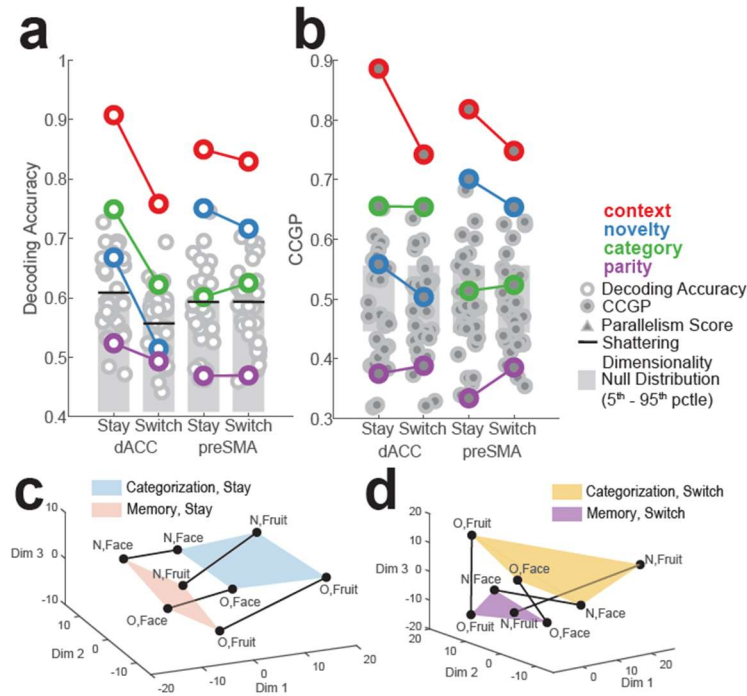 a
b
1
0.9
0.8
0.7
0.6
0.5
0.4
Decoding Accuracy
Stay Switch Stay Switch
dACC preSMA
0.9
0.8
0.7
0.6
0.5
0.4
0.3
CCGP
Stay Switch Stay Switch
dACC preSMA
context
novelty
category
parity
Decoding Accuracy
CCGP
Parallelism Score
Shattering
Dimensionality
Null Distribution
(5th - 95th pctle)
c
Categorization, Stay
Memory, Stay
10
Dim 3 0
-10
N,Face
N,Face
N,Fruit
N,Fruit
O,Face
O,Face
O,Fruit
O,Fruit
10
Dim 2 0
-10
-20
-10
0
10
20
Dim 1
d
Categorization, Switch
Memory, Switch
20
10
Dim 3 0
-10
-20
O,Fruit
O,Face
N,Fruit
N,Face
N,Face
O,Fruit
N,Fruit
O,Face
20
Dim 2 0
-10
-10
0
10
20
Dim 1